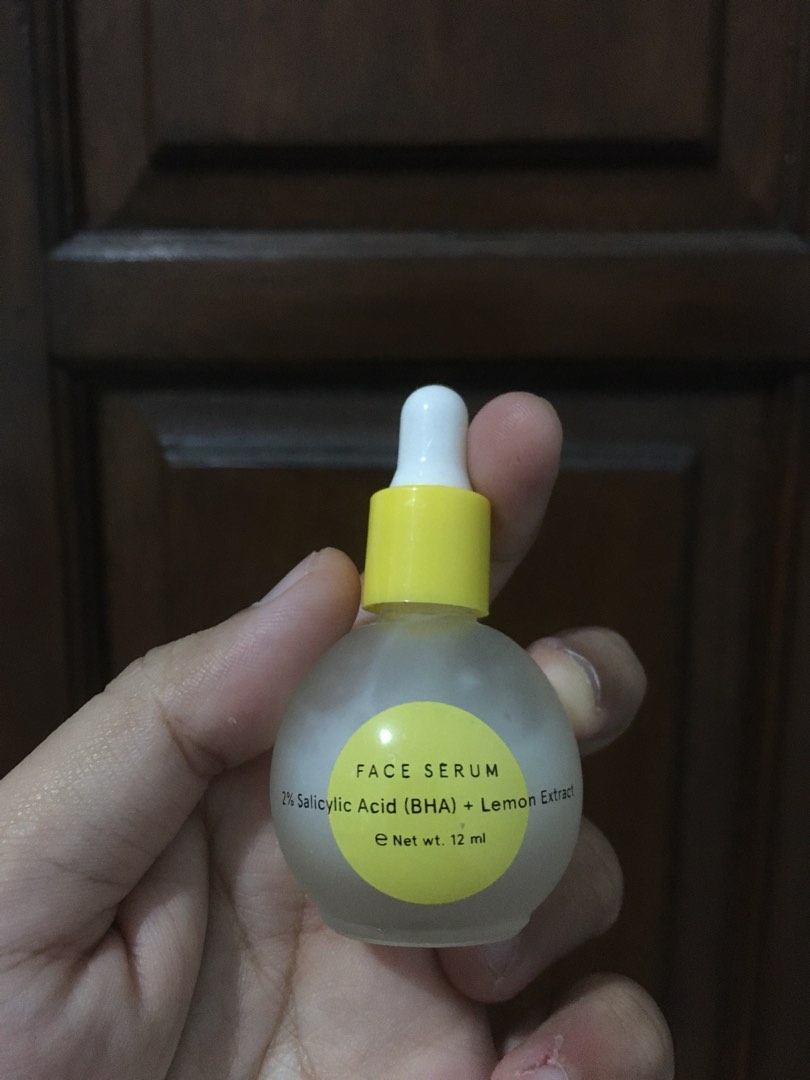 FACE SERUM
2% Salicylic Acid (BHA) + Lemon Extract
e Net wt. 12 ml